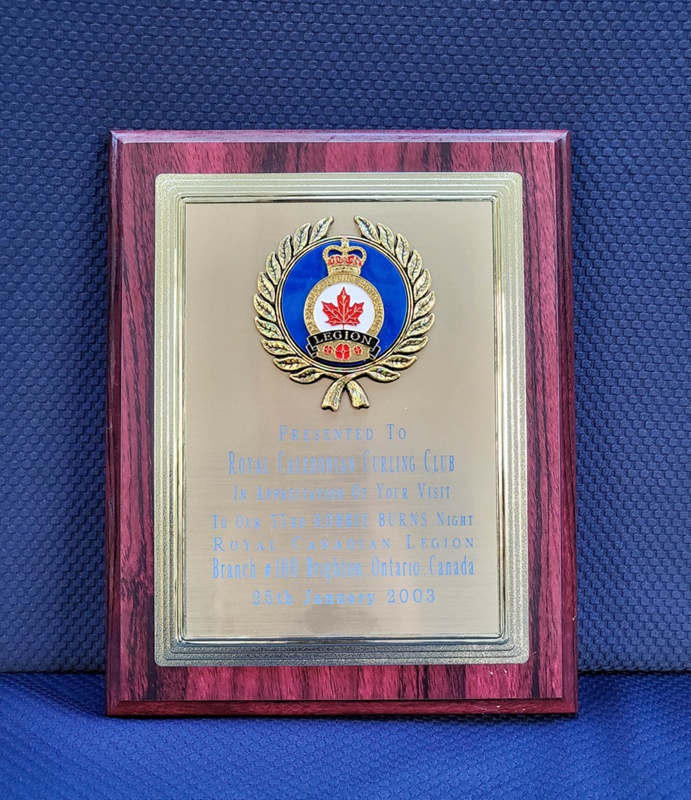 LEGION
PRESENTED TO
ROYAL CALEDONIAN CURLING CLUB
IN APPRECIATION OF YOUR VISIT
TO OUR BURNS NIGHT
ROYAL CANADIAN LEGION
Branch #100 Brighton, Ontario, Canada
25th January 2003